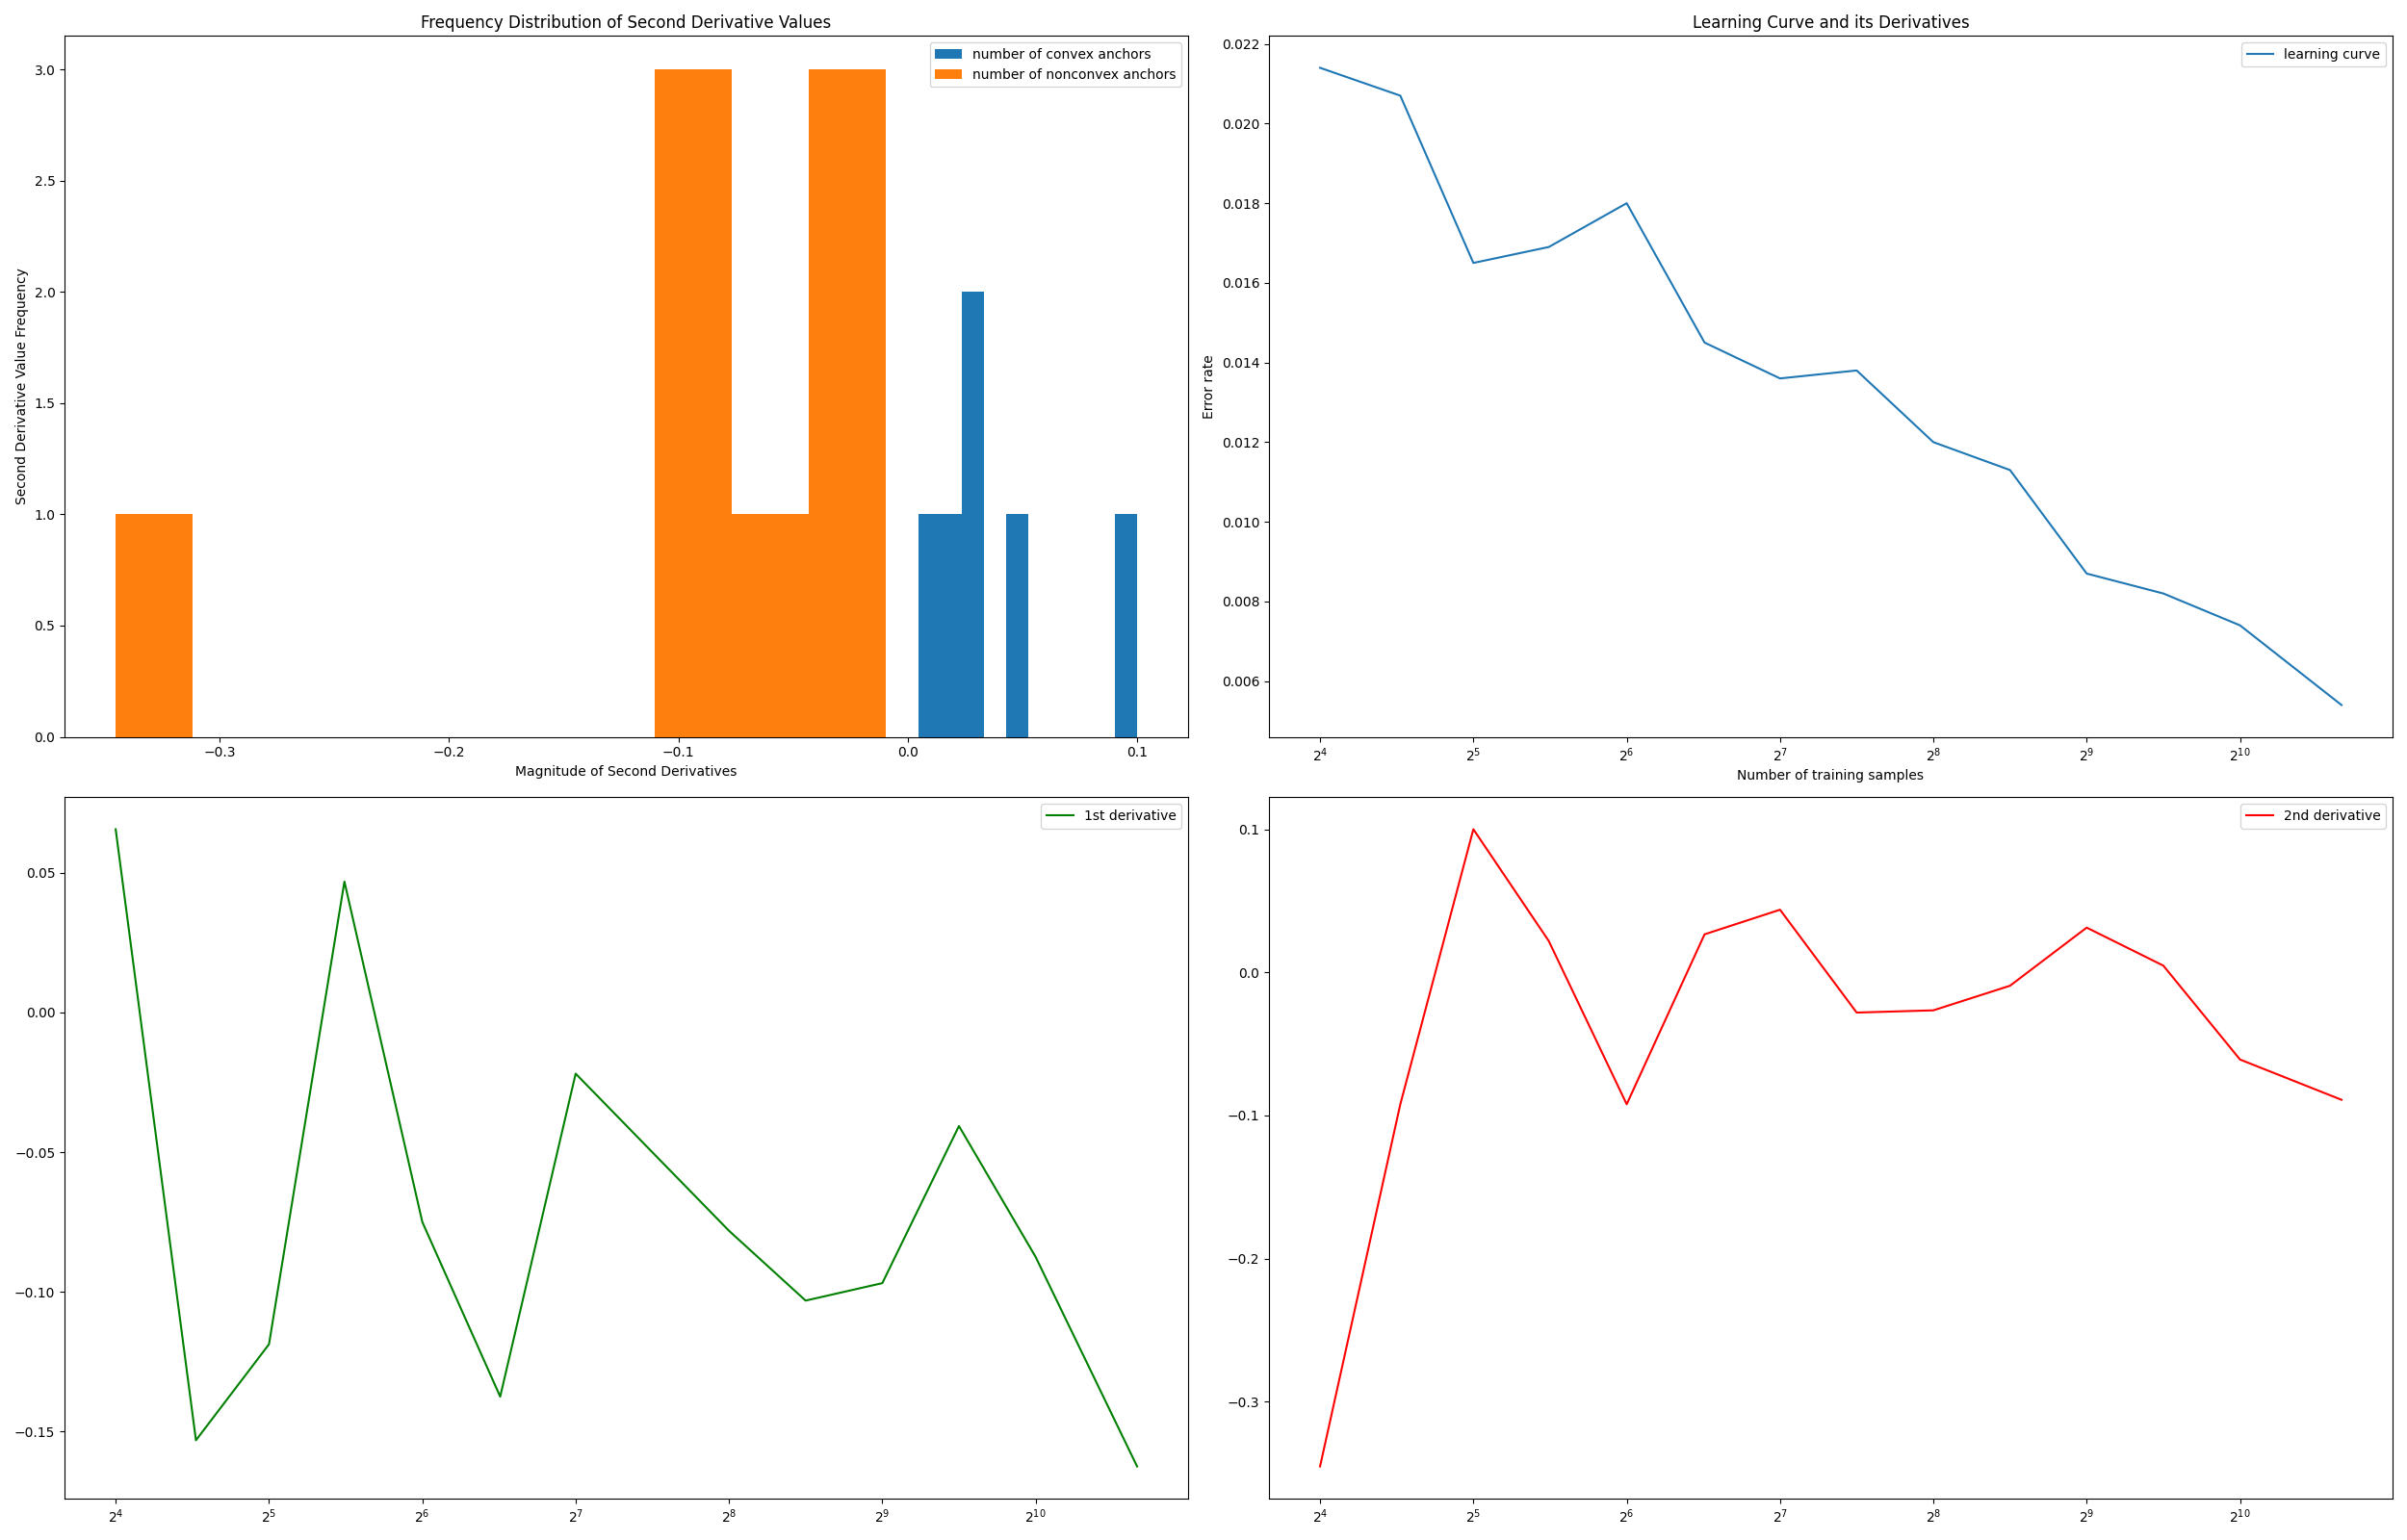 Frequency Distribution of Second Derivative Values
number of convex anchors
number of nonconvex anchors
3.0
2.5
2.0
1.5
1.0
0.5
0.0
Second Derivative Value Frequency
−0.3 −0.2 −0.1 0.0 0.1
Magnitude of Second Derivatives
Learning Curve and its Derivatives
learning curve
0.022
0.020
0.018
0.016
0.014
0.012
0.010
0.008
0.006
Error rate
2⁴ 2⁵ 2⁶ 2⁷ 2⁸ 2⁹ 2¹⁰
Number of training samples
1st derivative
0.05
0.00
−0.05
−0.10
−0.15
2⁴ 2⁵ 2⁶ 2⁷ 2⁸ 2⁹ 2¹⁰
2nd derivative
0.1
0.0
−0.1
−0.2
−0.3
2⁴ 2⁵ 2⁶ 2⁷ 2⁸ 2⁹ 2¹⁰